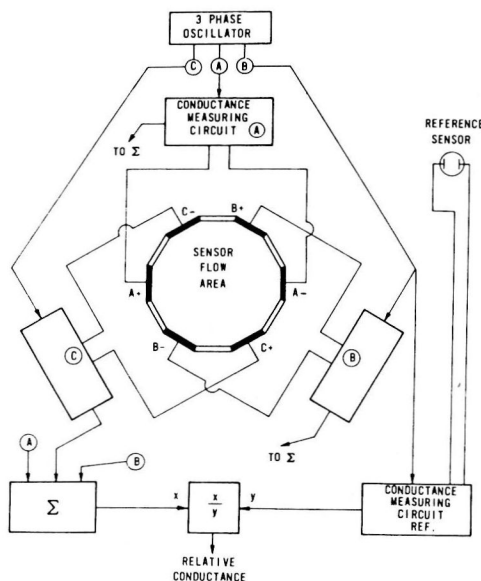 3 PHASE
OSCILLATOR
C A B
CONDUCTANCE
MEASURING
CIRCUIT A
TO Σ
REFERENCE
SENSOR
C- B+
SENSOR
FLOW
AREA
A+ A-
B- C+
C B
TO Σ
A B
Σ
x
x/y
y
CONDUCTANCE
MEASURING
CIRCUIT
REF.
RELATIVE
CONDUCTANCE